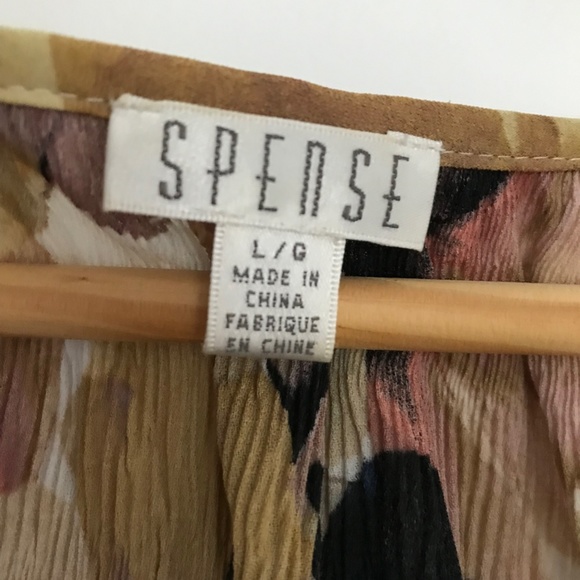 SPENSE
L/G
MADE IN
CHINA
FABRIQUE
EN CHINE